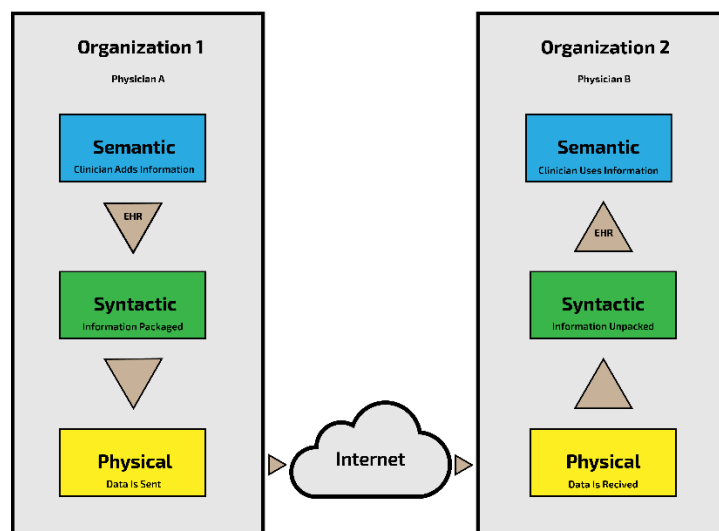 Organization 1
Physician A
Semantic
Clinician Adds Information
EHR
Syntactic
Information Packaged
Physical
Data Is Sent
Internet
Organization 2
Physician B
Semantic
Clinician Uses Information
EHR
Syntactic
Information Unpacked
Physical
Data Is Recived